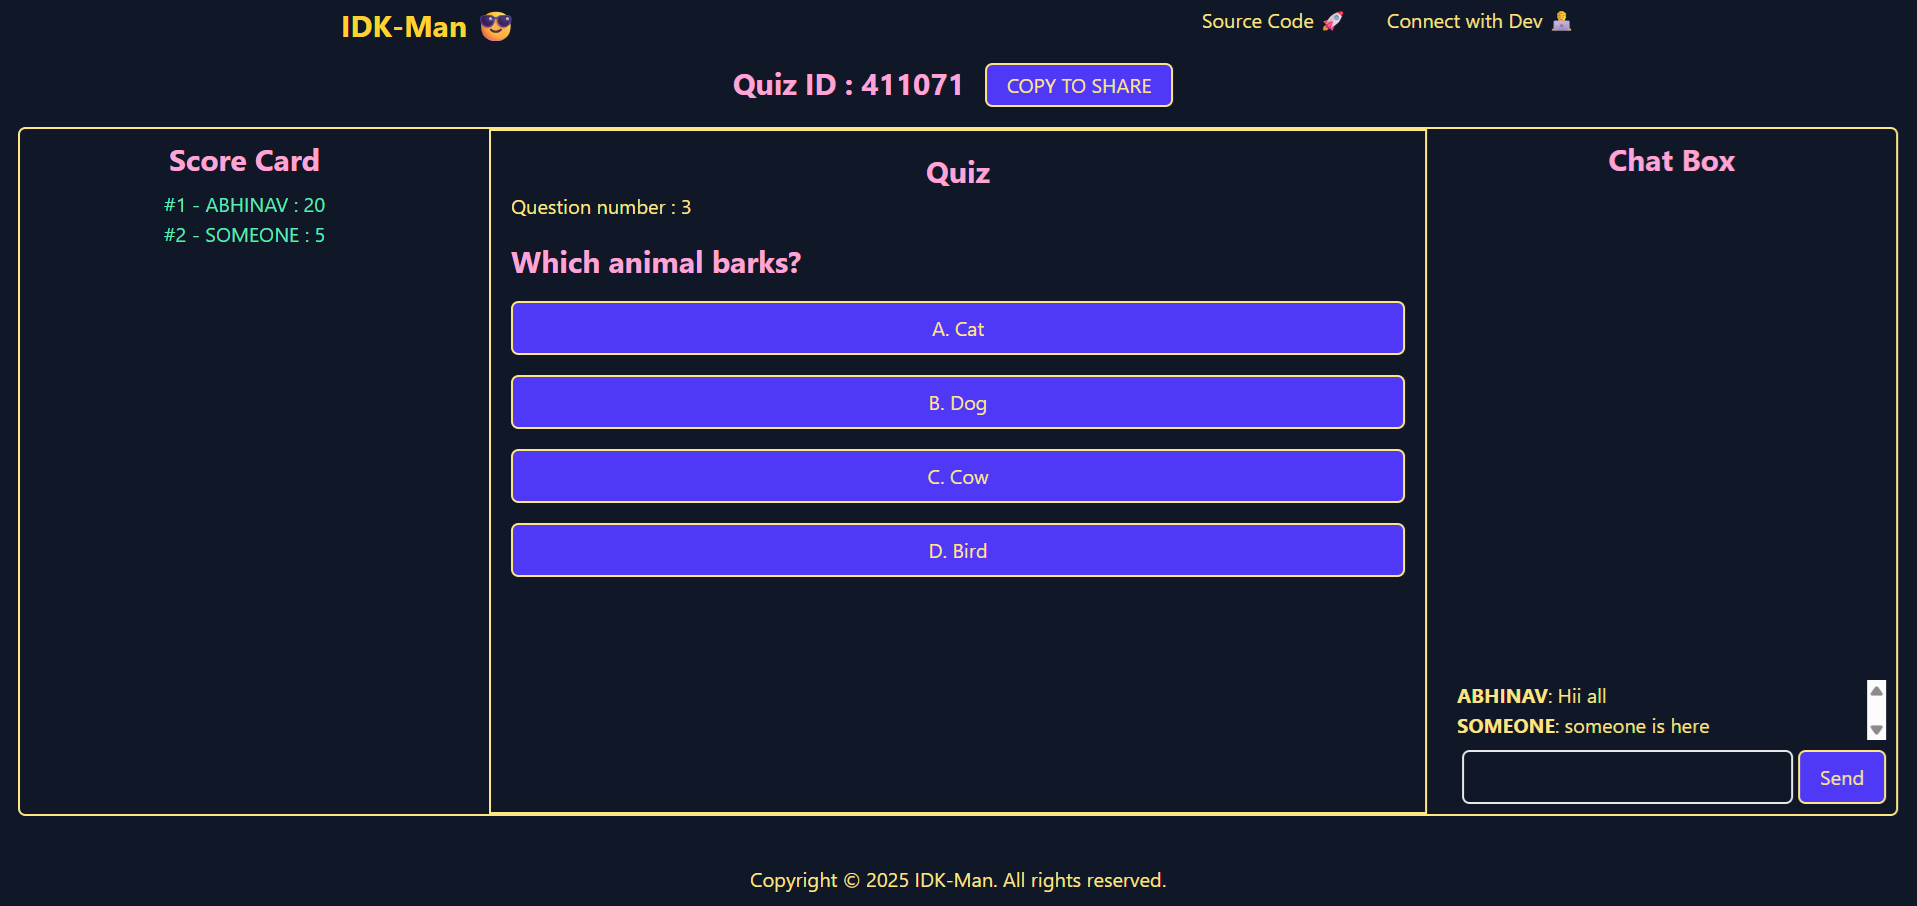 IDK-Man 😎
Source Code 🚀
Connect with Dev 🧑‍💻
Quiz ID : 411071
COPY TO SHARE
Score Card
#1 - ABHINAV : 20
#2 - SOMEONE : 5
Quiz
Question number : 3
Which animal barks?
A. Cat
B. Dog
C. Cow
D. Bird
Chat Box
ABHINAV: Hii all
SOMEONE: someone is here
Send
Copyright © 2025 IDK-Man. All rights reserved.